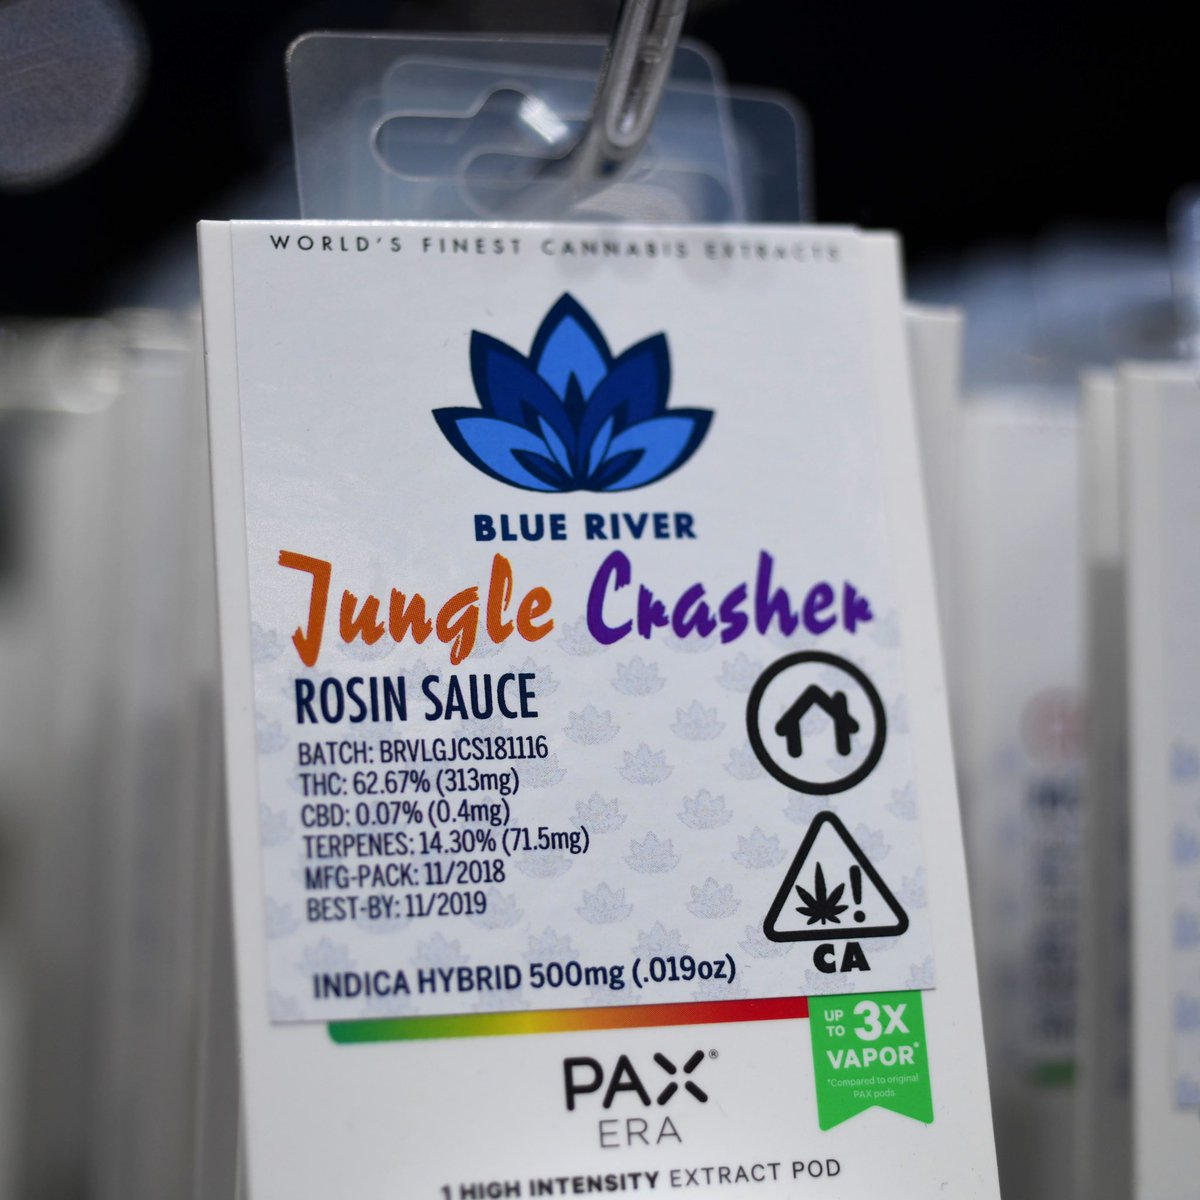 WORLD'S FINEST CANNABIS EXTRACTS
BLUE RIVER
Jungle Crasher
ROSIN SAUCE
BATCH: BRVLGJCS181116
THC: 62.67% (313mg)
CBD: 0.07% (0.4mg)
TERPENES: 14.30% (71.5mg)
MFG-PACK: 11/2018
BEST-BY: 11/2019
!
CA
INDICA HYBRID 500mg (.019oz)
UP TO 3X
VAPOR*
*Compared to original
PAX pods
PAX®
ERA
1 HIGH INTENSITY EXTRACT POD